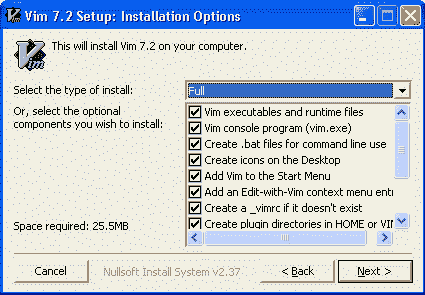 Vim 7.2 Setup: Installation Options
This will install Vim 7.2 on your computer.
Select the type of install:
Full
Or, select the optional
components you wish to install:
Vim executables and runtime files
Vim console program (vim.exe)
Create .bat files for command line use
Create icons on the Desktop
Add Vim to the Start Menu
Add an Edit-with-Vim context menu entr
Create a _vimrc if it doesn't exist
Create plugin directories in HOME or VIM
Space required: 25.5MB
Cancel
Nullsoft Install System v2.37
< Back
Next >